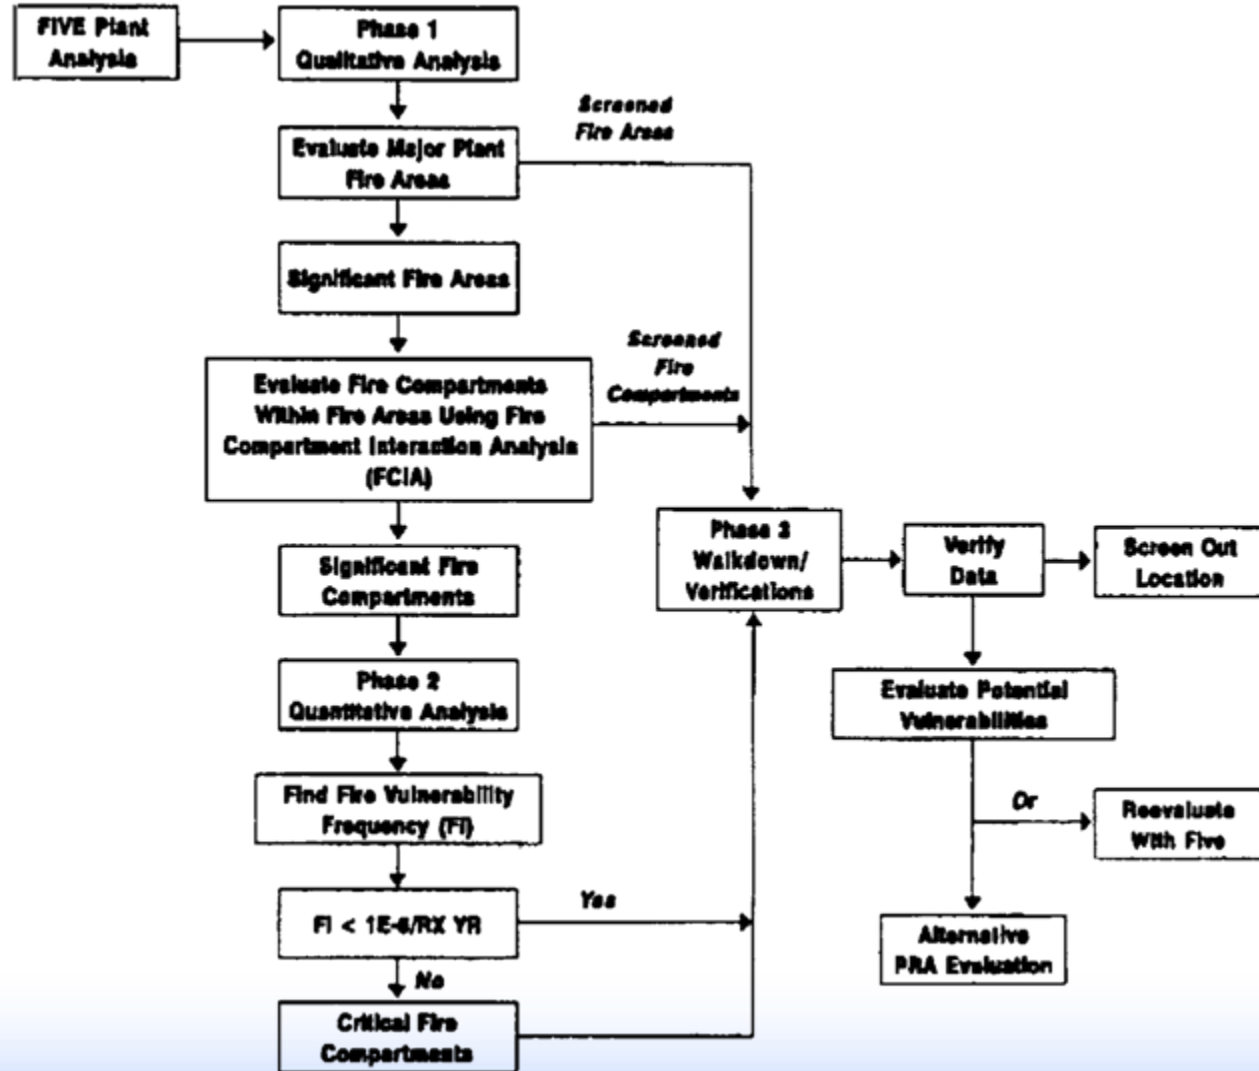 FIVE Plant
Analysis
Phase 1
Qualitative Analysis
Screened
Fire Areas
Evaluate Major Plant
Fire Areas
Significant Fire Areas
Screened
Fire
Compartments
Evaluate Fire Compartments
Within Fire Areas Using Fire
Compartment Interaction Analysis
(FCIA)
Phase 3
Walkdown/
Verifications
Verify
Data
Screen Out
Location
Significant Fire
Compartments
Phase 2
Quantitative Analysis
Evaluate Potential
Vulnerabilities
Find Fire Vulnerability
Frequency (Fi)
Or
Reevaluate
With Five
Fi < 1E-6/RX YR
Yes
Alternative
PRA Evaluation
No
Critical Fire
Compartments